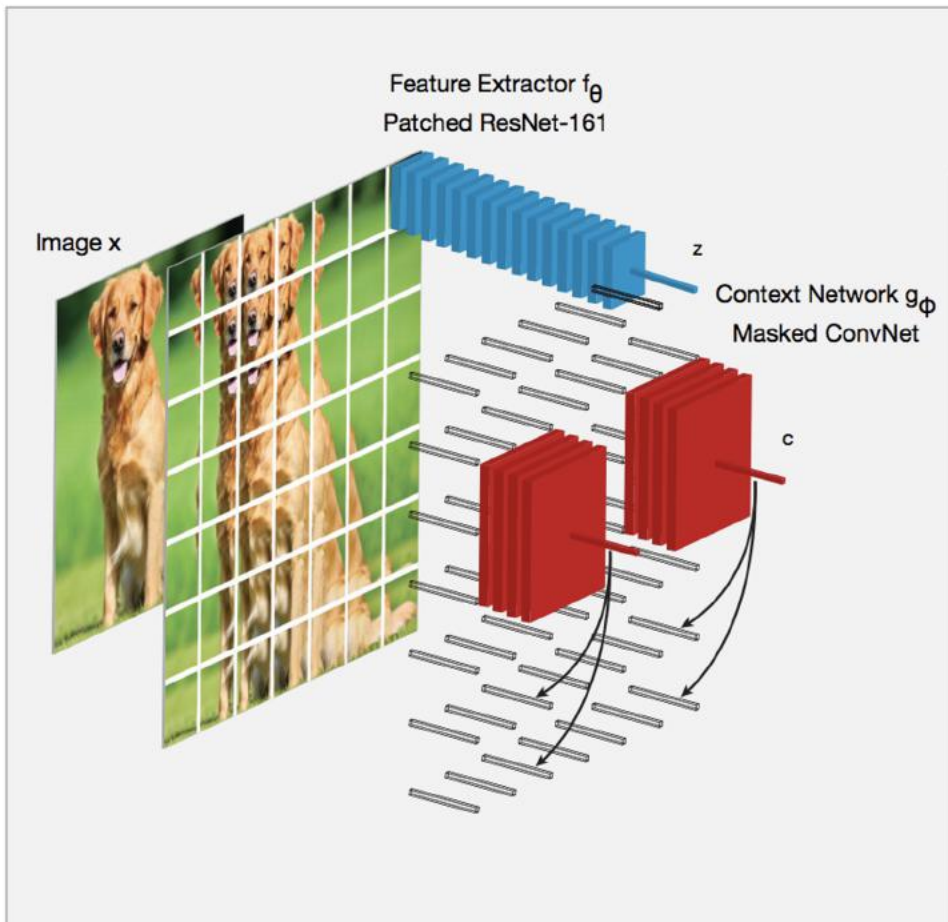 Feature Extractor fθ
Patched ResNet-161
Image x
z
Context Network gϕ
Masked ConvNet
c